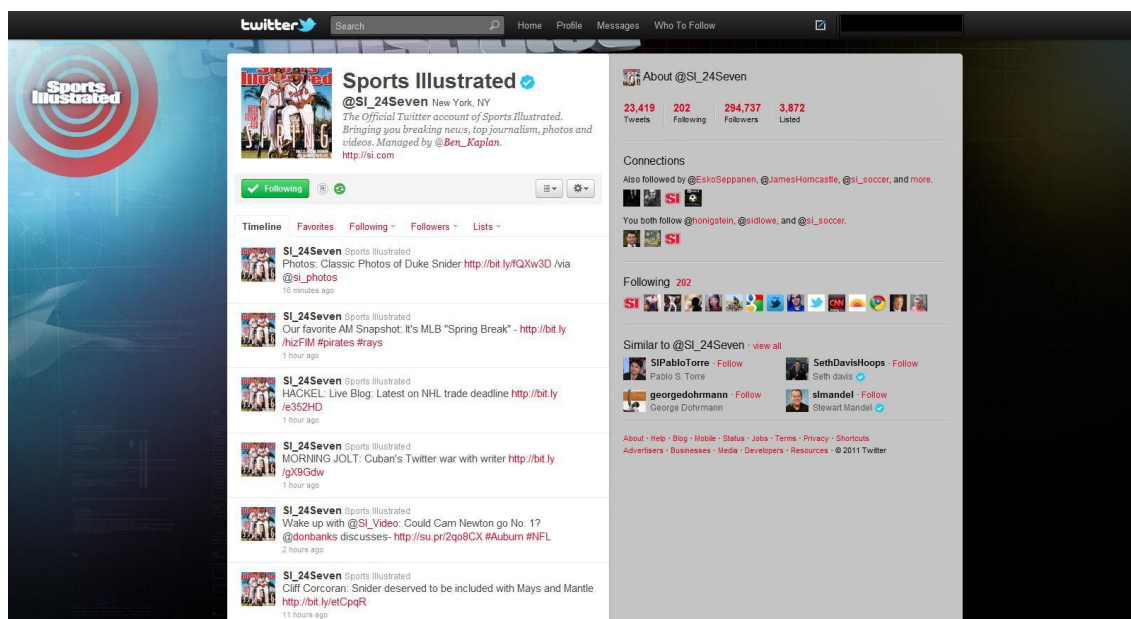 twitter
Search
Home Profile Messages Who To Follow
Sports
Illustrated
Sports Illustrated
@SI_24Seven New York, NY
The Official Twitter account of Sports Illustrated.
Bringing you breaking news, top journalism, photos and
videos. Managed by @Ben_Kaplan.
http://si.com
Following
Timeline Favorites Following Followers Lists
SI_24Seven Sports Illustrated
Photos: Classic Photos of Duke Snider http://bit.ly/fQXw3D /via
@si_photos
16 minutes ago
SI_24Seven Sports Illustrated
Our favorite AM Snapshot: It's MLB "Spring Break" - http://bit.ly
/hizFIM #pirates #rays
1 hour ago
SI_24Seven Sports Illustrated
HACKEL: Live Blog: Latest on NHL trade deadline http://bit.ly
/e352HD
1 hour ago
SI_24Seven Sports Illustrated
MORNING JOLT: Cuban's Twitter war with writer http://bit.ly
/gX9Gdw
1 hour ago
SI_24Seven Sports Illustrated
Wake up with @SI_Video: Could Cam Newton go No. 1?
@donbanks discusses- http://su.pr/2qo8CX #Auburn #NFL
2 hours ago
SI_24Seven Sports Illustrated
Cliff Corcoran: Snider deserved to be included with Mays and Mantle
http://bit.ly/etCpqR
11 hours ago
About @SI_24Seven
23,419 202 294,737 3,872
Tweets Following Followers Listed
Connections
Also followed by @EskoSeppanen, @JamesHorncastle, @si_soccer, and more.
SI
You both follow @honigstein, @sidlowe, and @si_soccer.
SI
Following 202
SI CNN
Similar to @SI_24Seven · view all
SIPabloTorre · Follow
Pablo S. Torre
SethDavisHoops · Follow
Seth davis
georgedohrmann · Follow
George Dohrmann
slmandel · Follow
Stewart Mandel
About · Help · Blog · Mobile · Status · Jobs · Terms · Privacy · Shortcuts
Advertisers · Businesses · Media · Developers · Resources · © 2011 Twitter